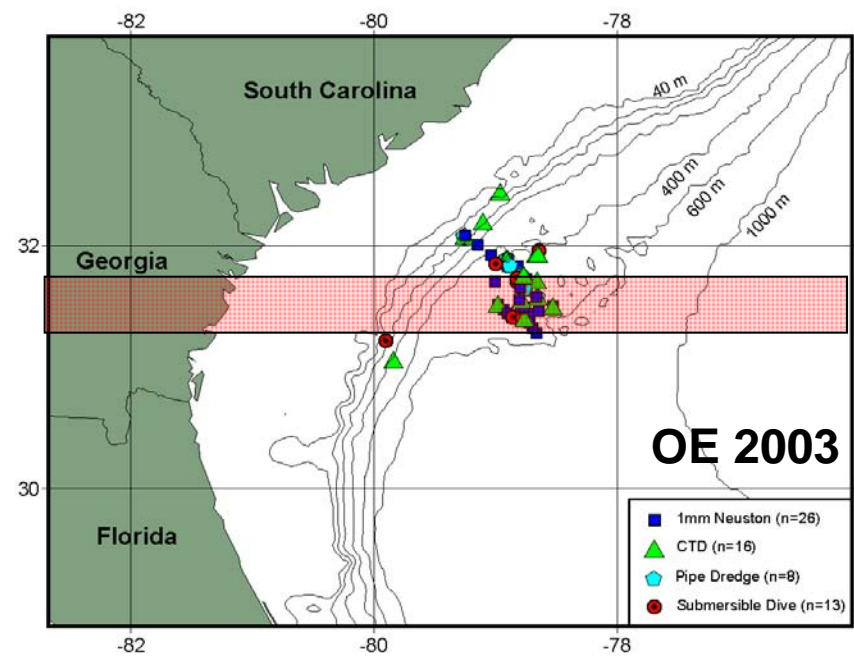 -82 -80 -78
South Carolina
40 m
400 m
600 m
1000 m
32
Georgia
OE 2003
30
Florida
1mm Neuston (n=26)
CTD (n=16)
Pipe Dredge (n=8)
Submersible Dive (n=13)
-82 -80 -78